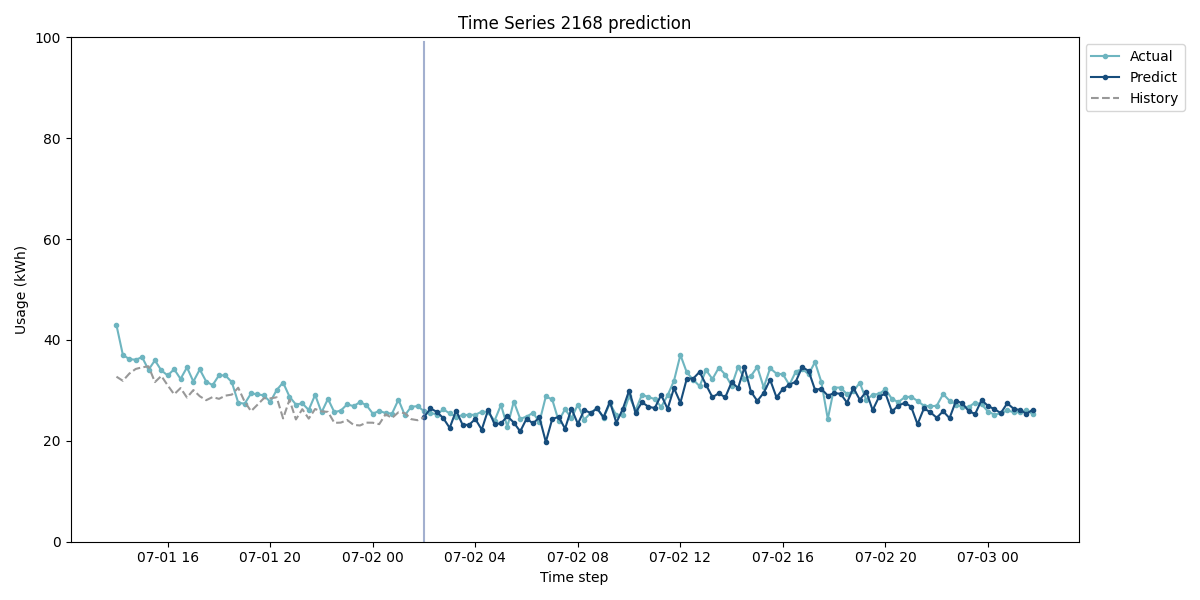 Time Series 2168 prediction
Usage (kWh)
100
80
60
40
20
0
07-01 16
07-01 20
07-02 00
07-02 04
07-02 08
07-02 12
07-02 16
07-02 20
07-03 00
Time step
Actual
Predict
History